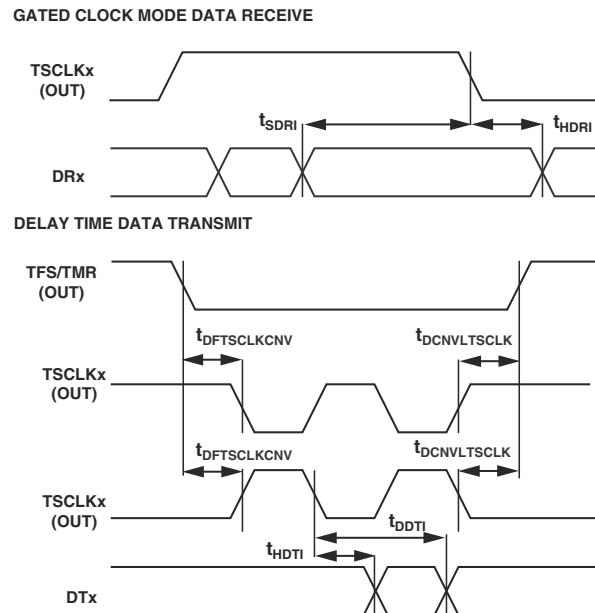 GATED CLOCK MODE DATA RECEIVE
TSCLKx
(OUT)
tSDRI
tHDRI
DRx
DELAY TIME DATA TRANSMIT
TFS/TMR
(OUT)
tDFTSCLKCNV
tDCNVLTSCLK
TSCLKx
(OUT)
tDFTSCLKCNV
tDCNVLTSCLK
TSCLKx
(OUT)
tDDTI
tHDTI
DTx